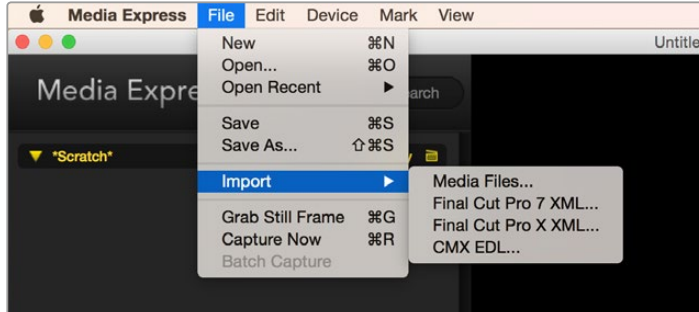 Media Express File Edit Device Mark View
Untitle
Media Expre
arch
New ⌘N
Open... ⌘O
Open Recent ▶
Save ⌘S
Save As... ⇧⌘S
▼ *Scratch* y
Import ▶
Media Files...
Final Cut Pro 7 XML...
Final Cut Pro X XML...
CMX EDL...
Grab Still Frame ⌘G
Capture Now ⌘R
Batch Capture